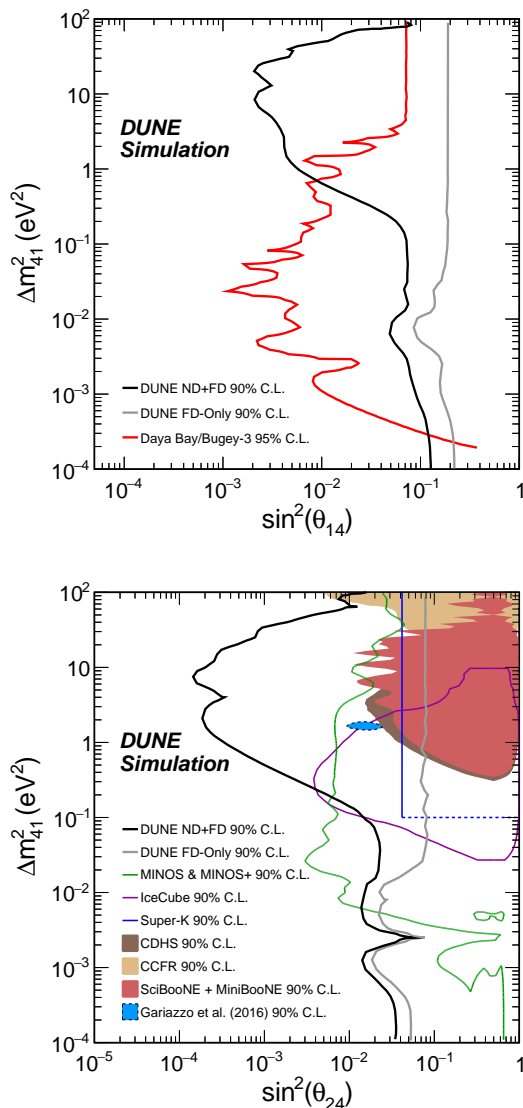 10²
10
1
10⁻¹
10⁻²
10⁻³
10⁻⁴
Δm²₄₁ (eV²)
DUNE
Simulation
DUNE ND+FD 90% C.L.
DUNE FD-Only 90% C.L.
Daya Bay/Bugey-3 95% C.L.
10⁻⁴ 10⁻³ 10⁻² 10⁻¹ 1
sin²(θ₁₄)
10²
10
1
10⁻¹
10⁻²
10⁻³
10⁻⁴
Δm²₄₁ (eV²)
DUNE
Simulation
DUNE ND+FD 90% C.L.
DUNE FD-Only 90% C.L.
MINOS & MINOS+ 90% C.L.
IceCube 90% C.L.
Super-K 90% C.L.
CDHS 90% C.L.
CCFR 90% C.L.
SciBooNE + MiniBooNE 90% C.L.
Gariazzo et al. (2016) 90% C.L.
10⁻⁵ 10⁻⁴ 10⁻³ 10⁻² 10⁻¹ 1
sin²(θ₂₄)